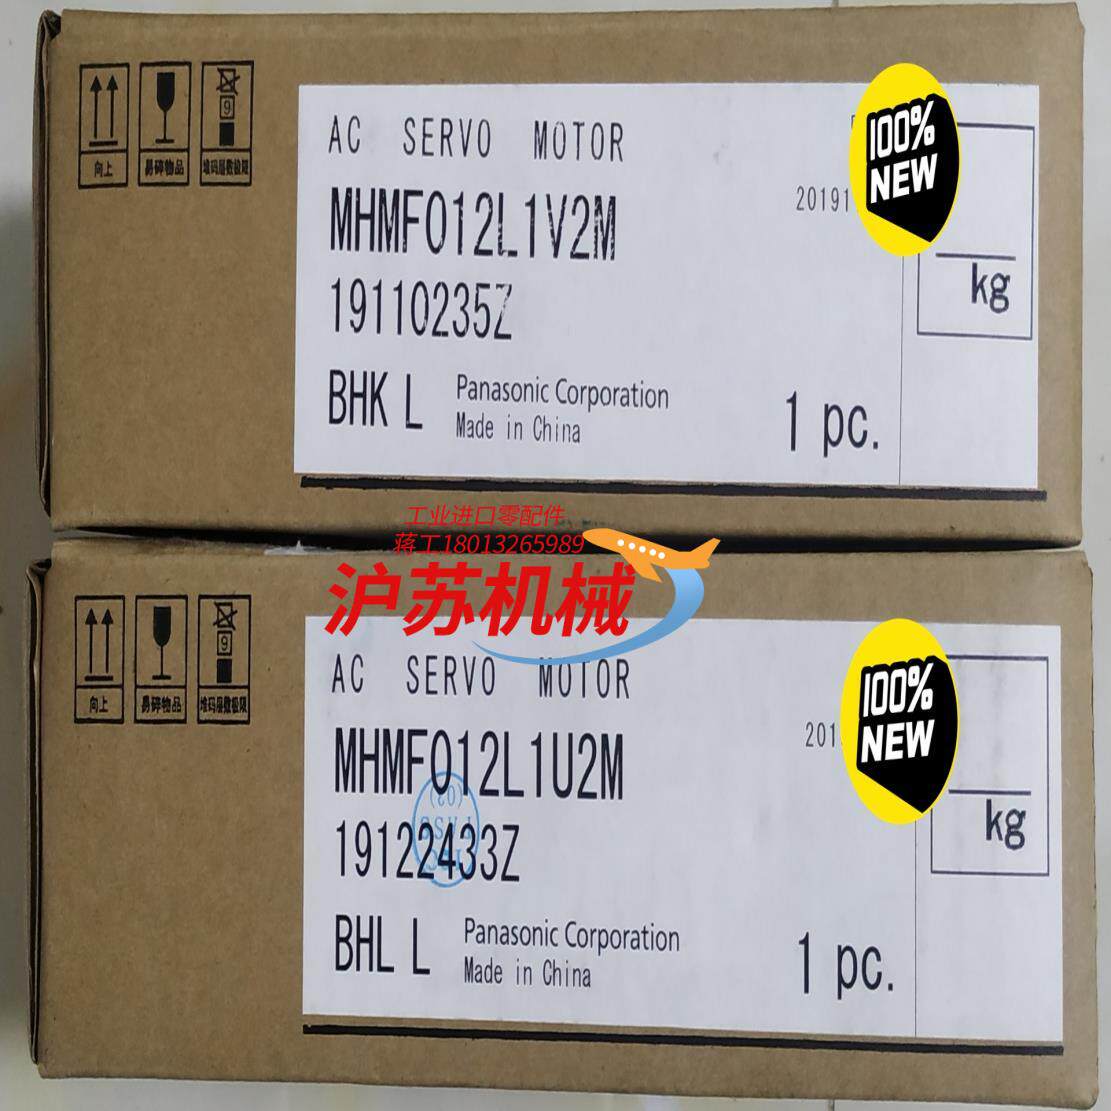 向上
易碎物品
9
堆码层数极限
AC SERVO MOTOR
MHMF012L1V2M
19110235Z
BHK L
Panasonic Corporation
Made in China
20191
100%
NEW
kg
1 pc.
工业进口零配件
蒋工18013265989
沪苏机械
向上
易碎物品
9
堆码层数极限
AC SERVO MOTOR
MHMF012L1U2M
19122433Z
BHL L
Panasonic Corporation
Made in China
201
100%
NEW
kg
1 pc.